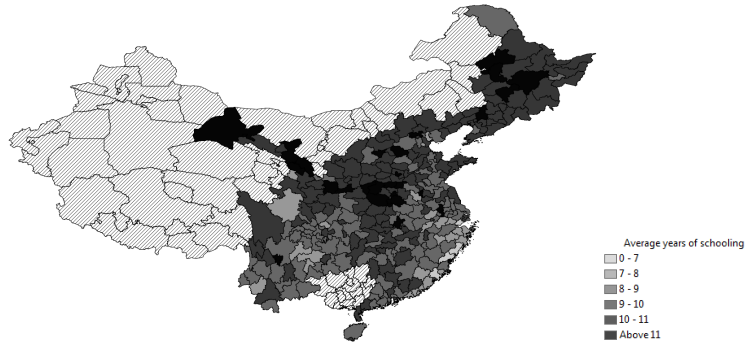 Average years of schooling
0 - 7
7 - 8
8 - 9
9 - 10
10 - 11
Above 11